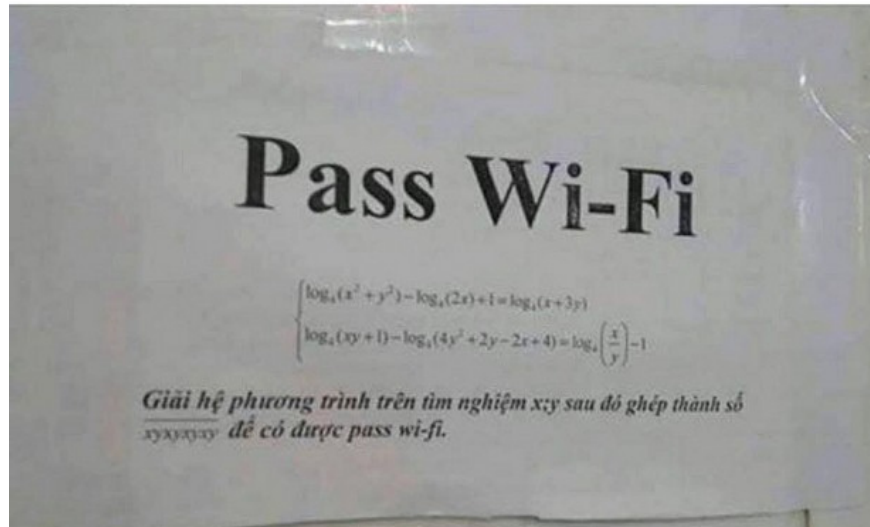 Pass Wi-Fi
log₄(x² + y²) – log₄(2x) + 1 = log₄(x + 3y)
log₄(xy + 1) – log₄(4y² + 2y – 2x + 4) = log₄(x/y) – 1
Giải hệ phương trình trên tìm nghiệm x;y sau đó ghép thành số
xyxyxyxy để có được pass wi-fi.